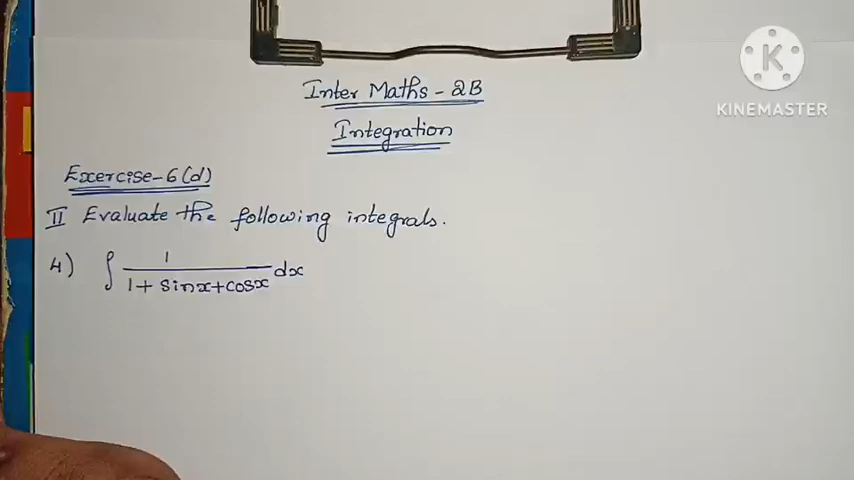 K
KINEMASTER
Inter Maths - 2B
Integration
Exercise-6(d)
II Evaluate the following integrals.
4) ∫ 1/(1+ sinx+cosx) dx